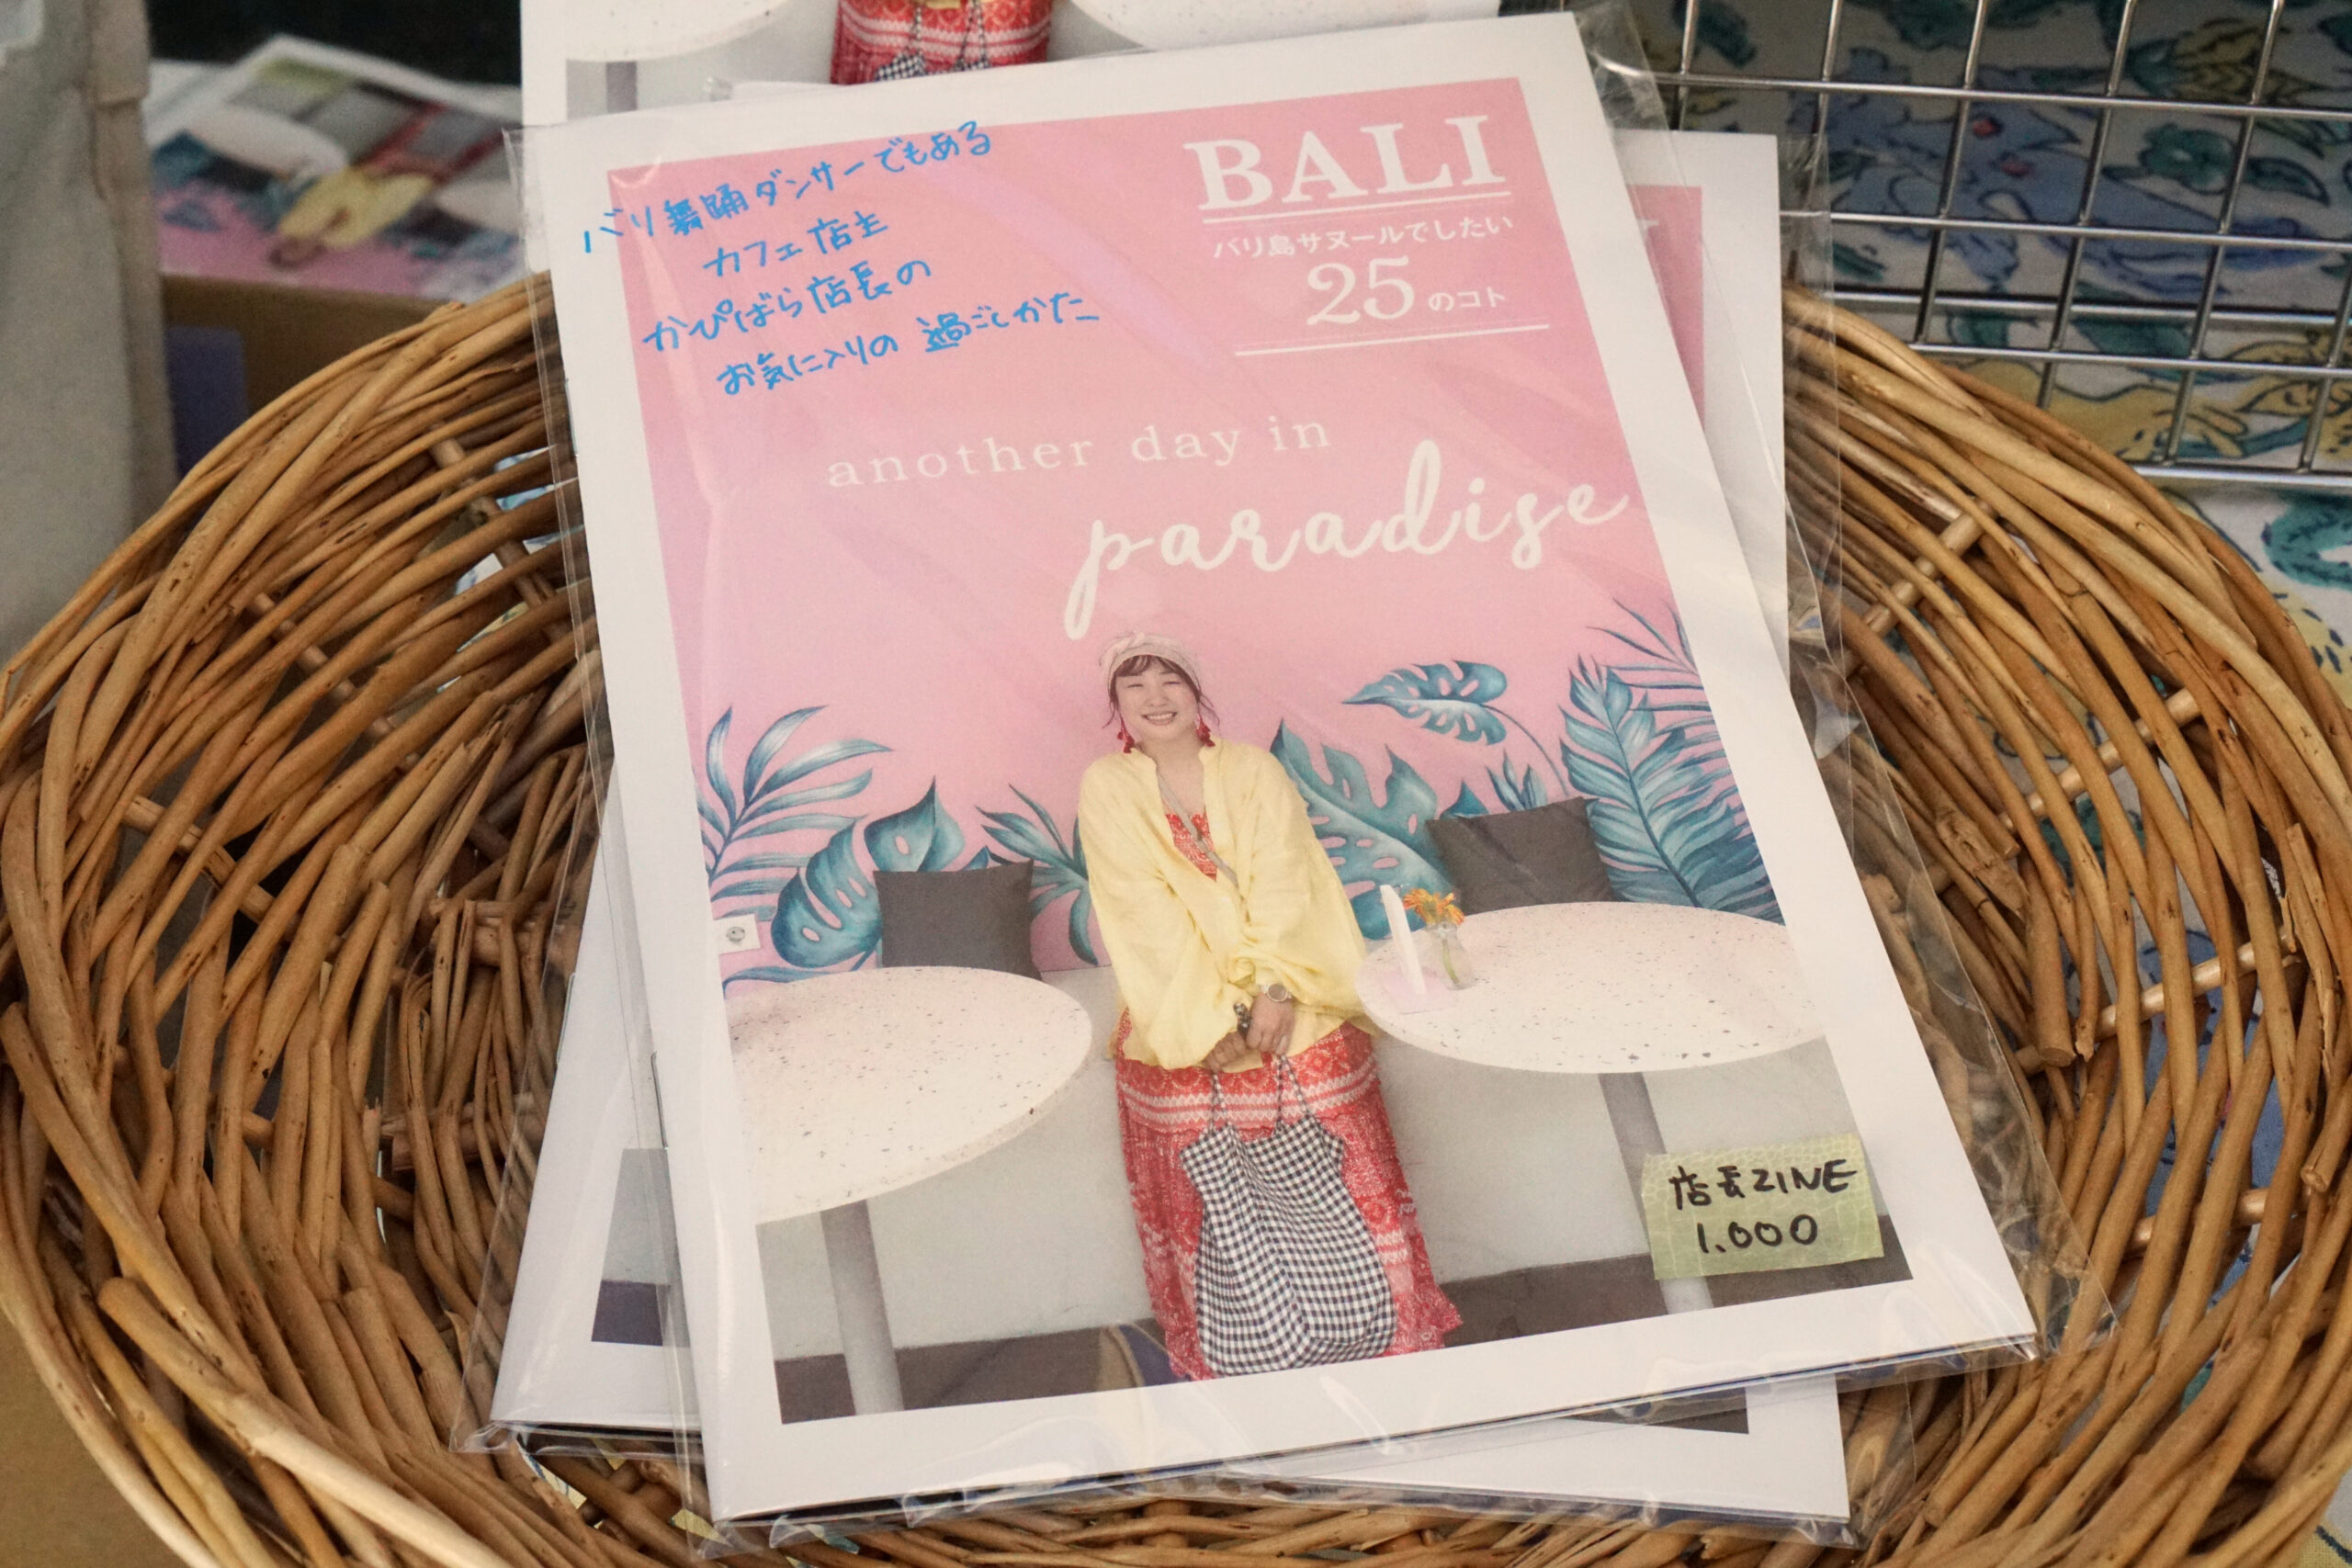 バリ舞踊ダンサーでもある
カフェ店主
かぴばら店長の
お気に入りの過ごしかた
BALI
バリ島サヌールでしたい
25のコト
another day in
paradise
店長ZINE
1.000